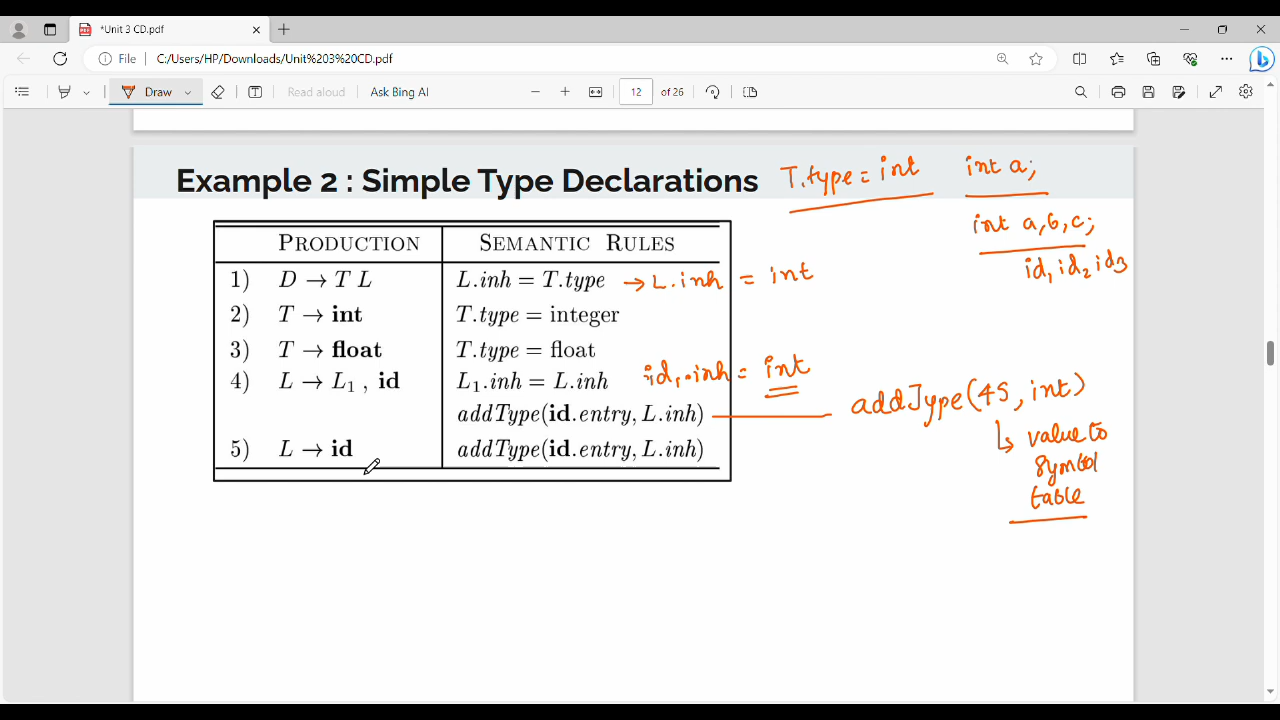 *Unit 3 CD.pdf
File C:/Users/HP/Downloads/Unit%203%20CD.pdf
Draw Read aloud Ask Bing AI 12 of 26
Example 2 : Simple Type Declarations T.type = int int a;
int a,b,c;
id1 id2 id3
PRODUCTION SEMANTIC RULES
1) D → T L L.inh = T.type → L.inh = int
2) T → int T.type = integer
3) T → float T.type = float
4) L → L1 , id L1.inh = L.inh id1.inh = int
addType(id.entry, L.inh) addType(45, int)
5) L → id addType(id.entry, L.inh)
value to
symbol
table